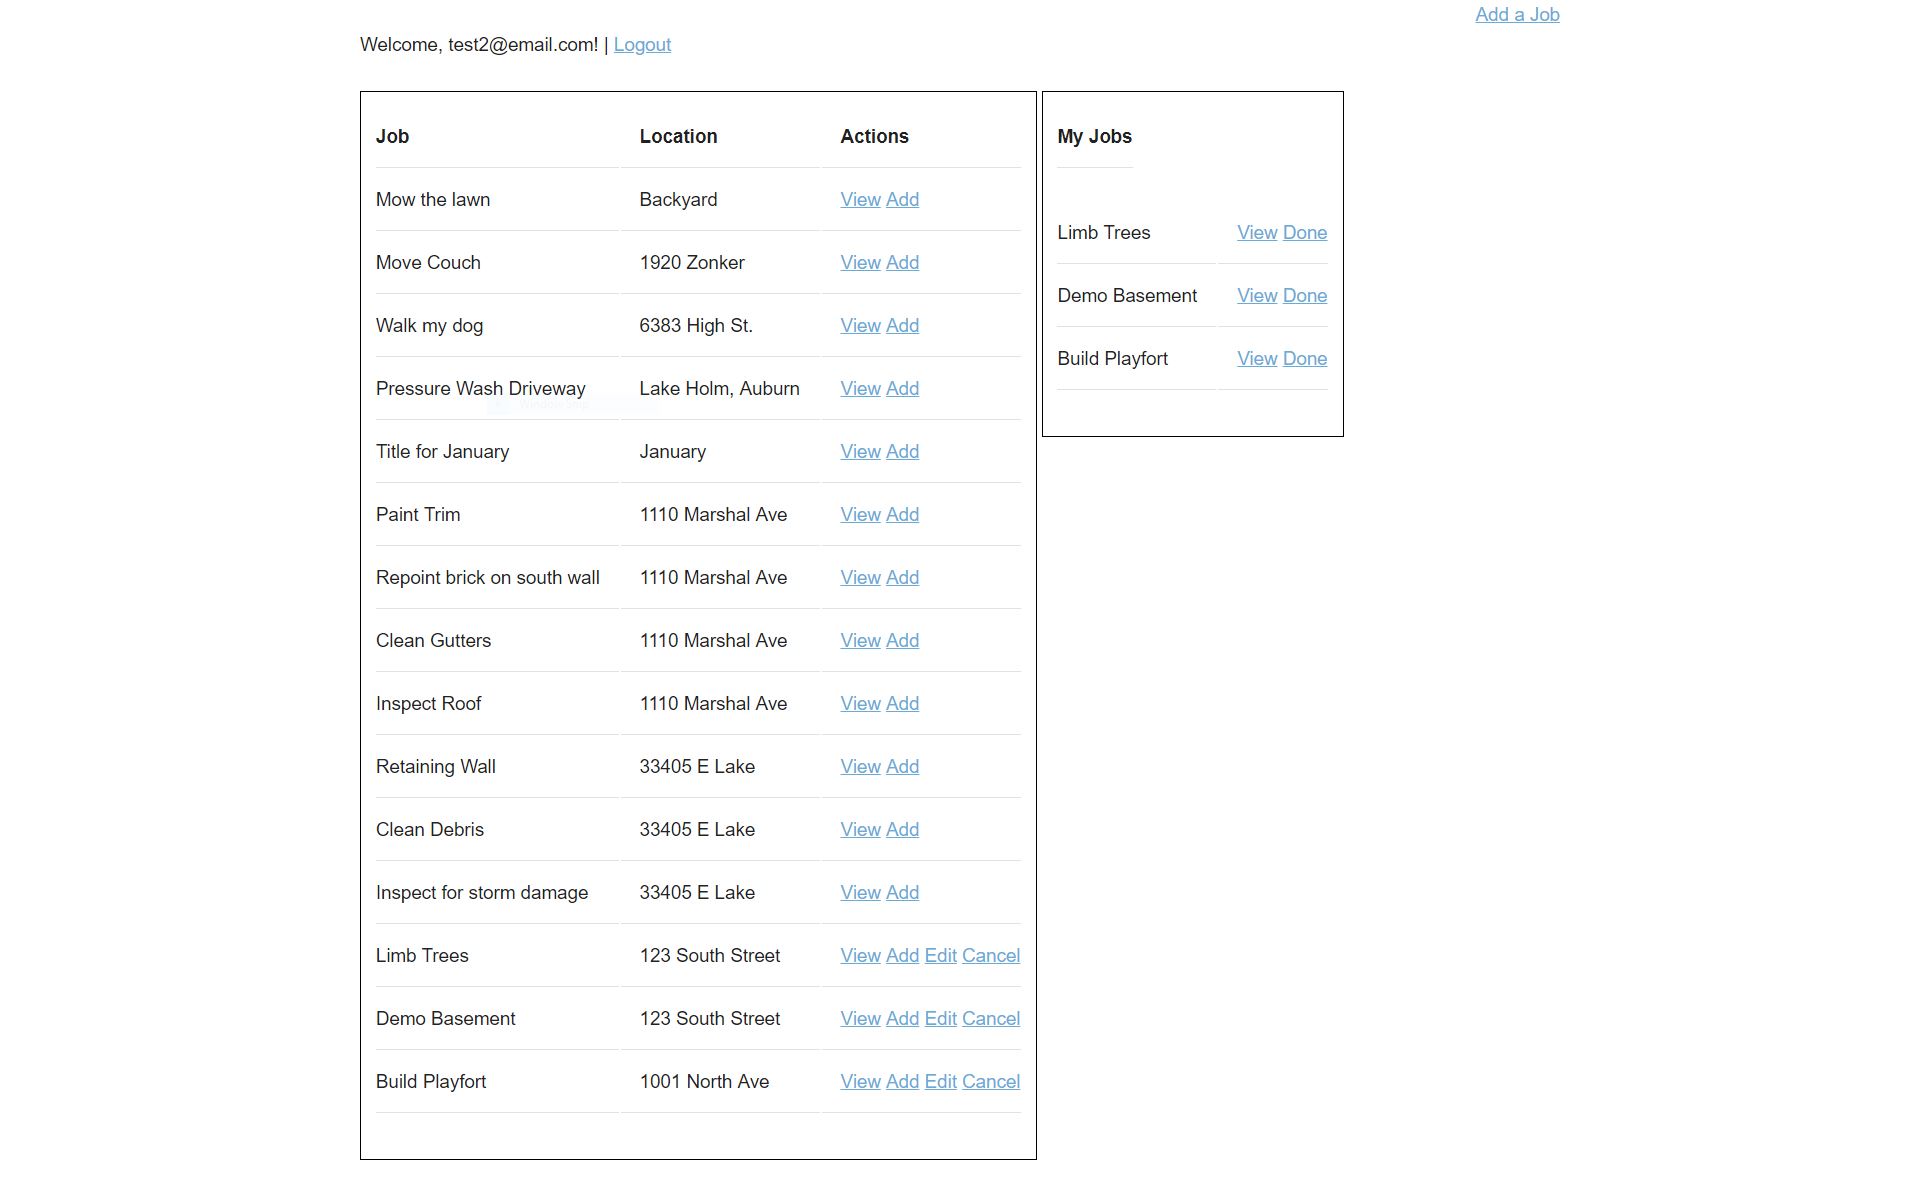 Add a Job
Welcome, test2@email.com! | Logout
Job Location Actions
Mow the lawn Backyard View Add
Move Couch 1920 Zonker View Add
Walk my dog 6383 High St. View Add
Pressure Wash Driveway Lake Holm, Auburn View Add
Title for January January View Add
Paint Trim 1110 Marshal Ave View Add
Repoint brick on south wall 1110 Marshal Ave View Add
Clean Gutters 1110 Marshal Ave View Add
Inspect Roof 1110 Marshal Ave View Add
Retaining Wall 33405 E Lake View Add
Clean Debris 33405 E Lake View Add
Inspect for storm damage 33405 E Lake View Add
Limb Trees 123 South Street View Add Edit Cancel
Demo Basement 123 South Street View Add Edit Cancel
Build Playfort 1001 North Ave View Add Edit Cancel
My Jobs
Limb Trees View Done
Demo Basement View Done
Build Playfort View Done